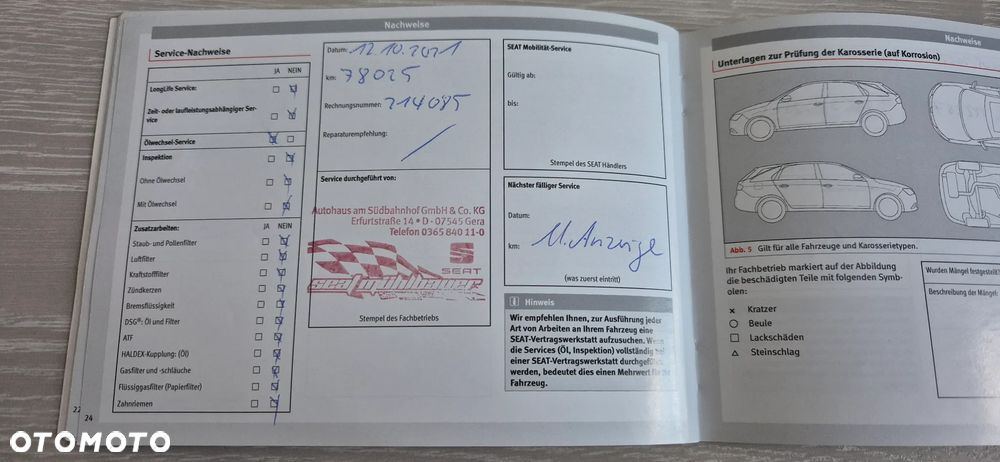 Nachweise
Service-Nachweise
JA NEIN
LongLife Service:
Zeit- oder laufleistungsabhängiger Ser-
vice
Ölwechsel-Service
Inspektion
Ohne Ölwechsel
Mit Ölwechsel
Zusatzarbeiten: JA NEIN
Staub- und Pollenfilter
Luftfilter
Kraftstofffilter
Zündkerzen
Bremsflüssigkeit
DSG®: Öl und Filter
ATF
HALDEX-Kupplung: (Öl)
Gasfilter und -schläuche
Flüssiggasfilter (Papierfilter)
Zahnriemen
22
24
Datum: 12.10.2021
km: 78025
Rechnungsnummer: 214085
Reparaturempfehlung:
Service durchgeführt von:
Autohaus am Südbahnhof GmbH & Co. KG
Erfurtstraße 14 • D - 07545 Gera
Telefon 0365 840 11-0
SEAT
seat mühlbauer
Stempel des Fachbetriebs
SEAT Mobilität-Service
Gültig ab:
bis:
Stempel des SEAT Händlers
Nächster fälliger Service
Datum:
km: n. Anzeige
(was zuerst eintritt)
Hinweis
Wir empfehlen Ihnen, zur Ausführung jeder
Art von Arbeiten an Ihrem Fahrzeug eine
SEAT-Vertragswerkstatt aufzusuchen. Wenn
die Services (Öl, Inspektion) vollständig bei
einer SEAT-Vertragswerkstatt durchgeführt
werden, bedeutet dies einen Mehrwert für Ihr
Fahrzeug.
Nachweise
Unterlagen zur Prüfung der Karosserie (auf Korrosion)
Abb. 5 Gilt für alle Fahrzeuge und Karosserietypen.
Ihr Fachbetrieb markiert auf der Abbildung
die beschädigten Teile mit folgenden Symb-
olen:
Kratzer
Beule
Lackschäden
Steinschlag
Wurden Mängel festgestellt?
Beschreibung der Mängel:
OTOMOTO